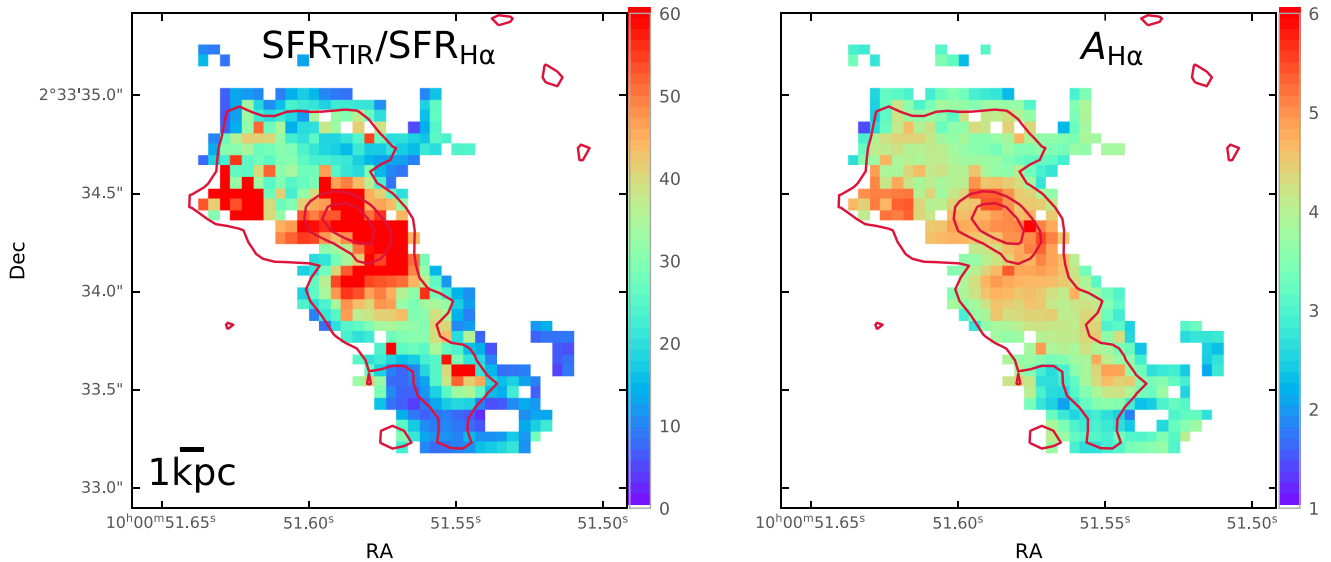 SFR_TIR/SFR_Hα
2°33'35.0"
34.5"
34.0"
33.5"
33.0"
Dec
1kpc
10ʰ00ᵐ51.65ˢ
51.60ˢ
51.55ˢ
51.50ˢ
RA
60
50
40
30
20
10
0
A_Hα
10ʰ00ᵐ51.65ˢ
51.60ˢ
51.55ˢ
51.50ˢ
RA
6
5
4
3
2
1